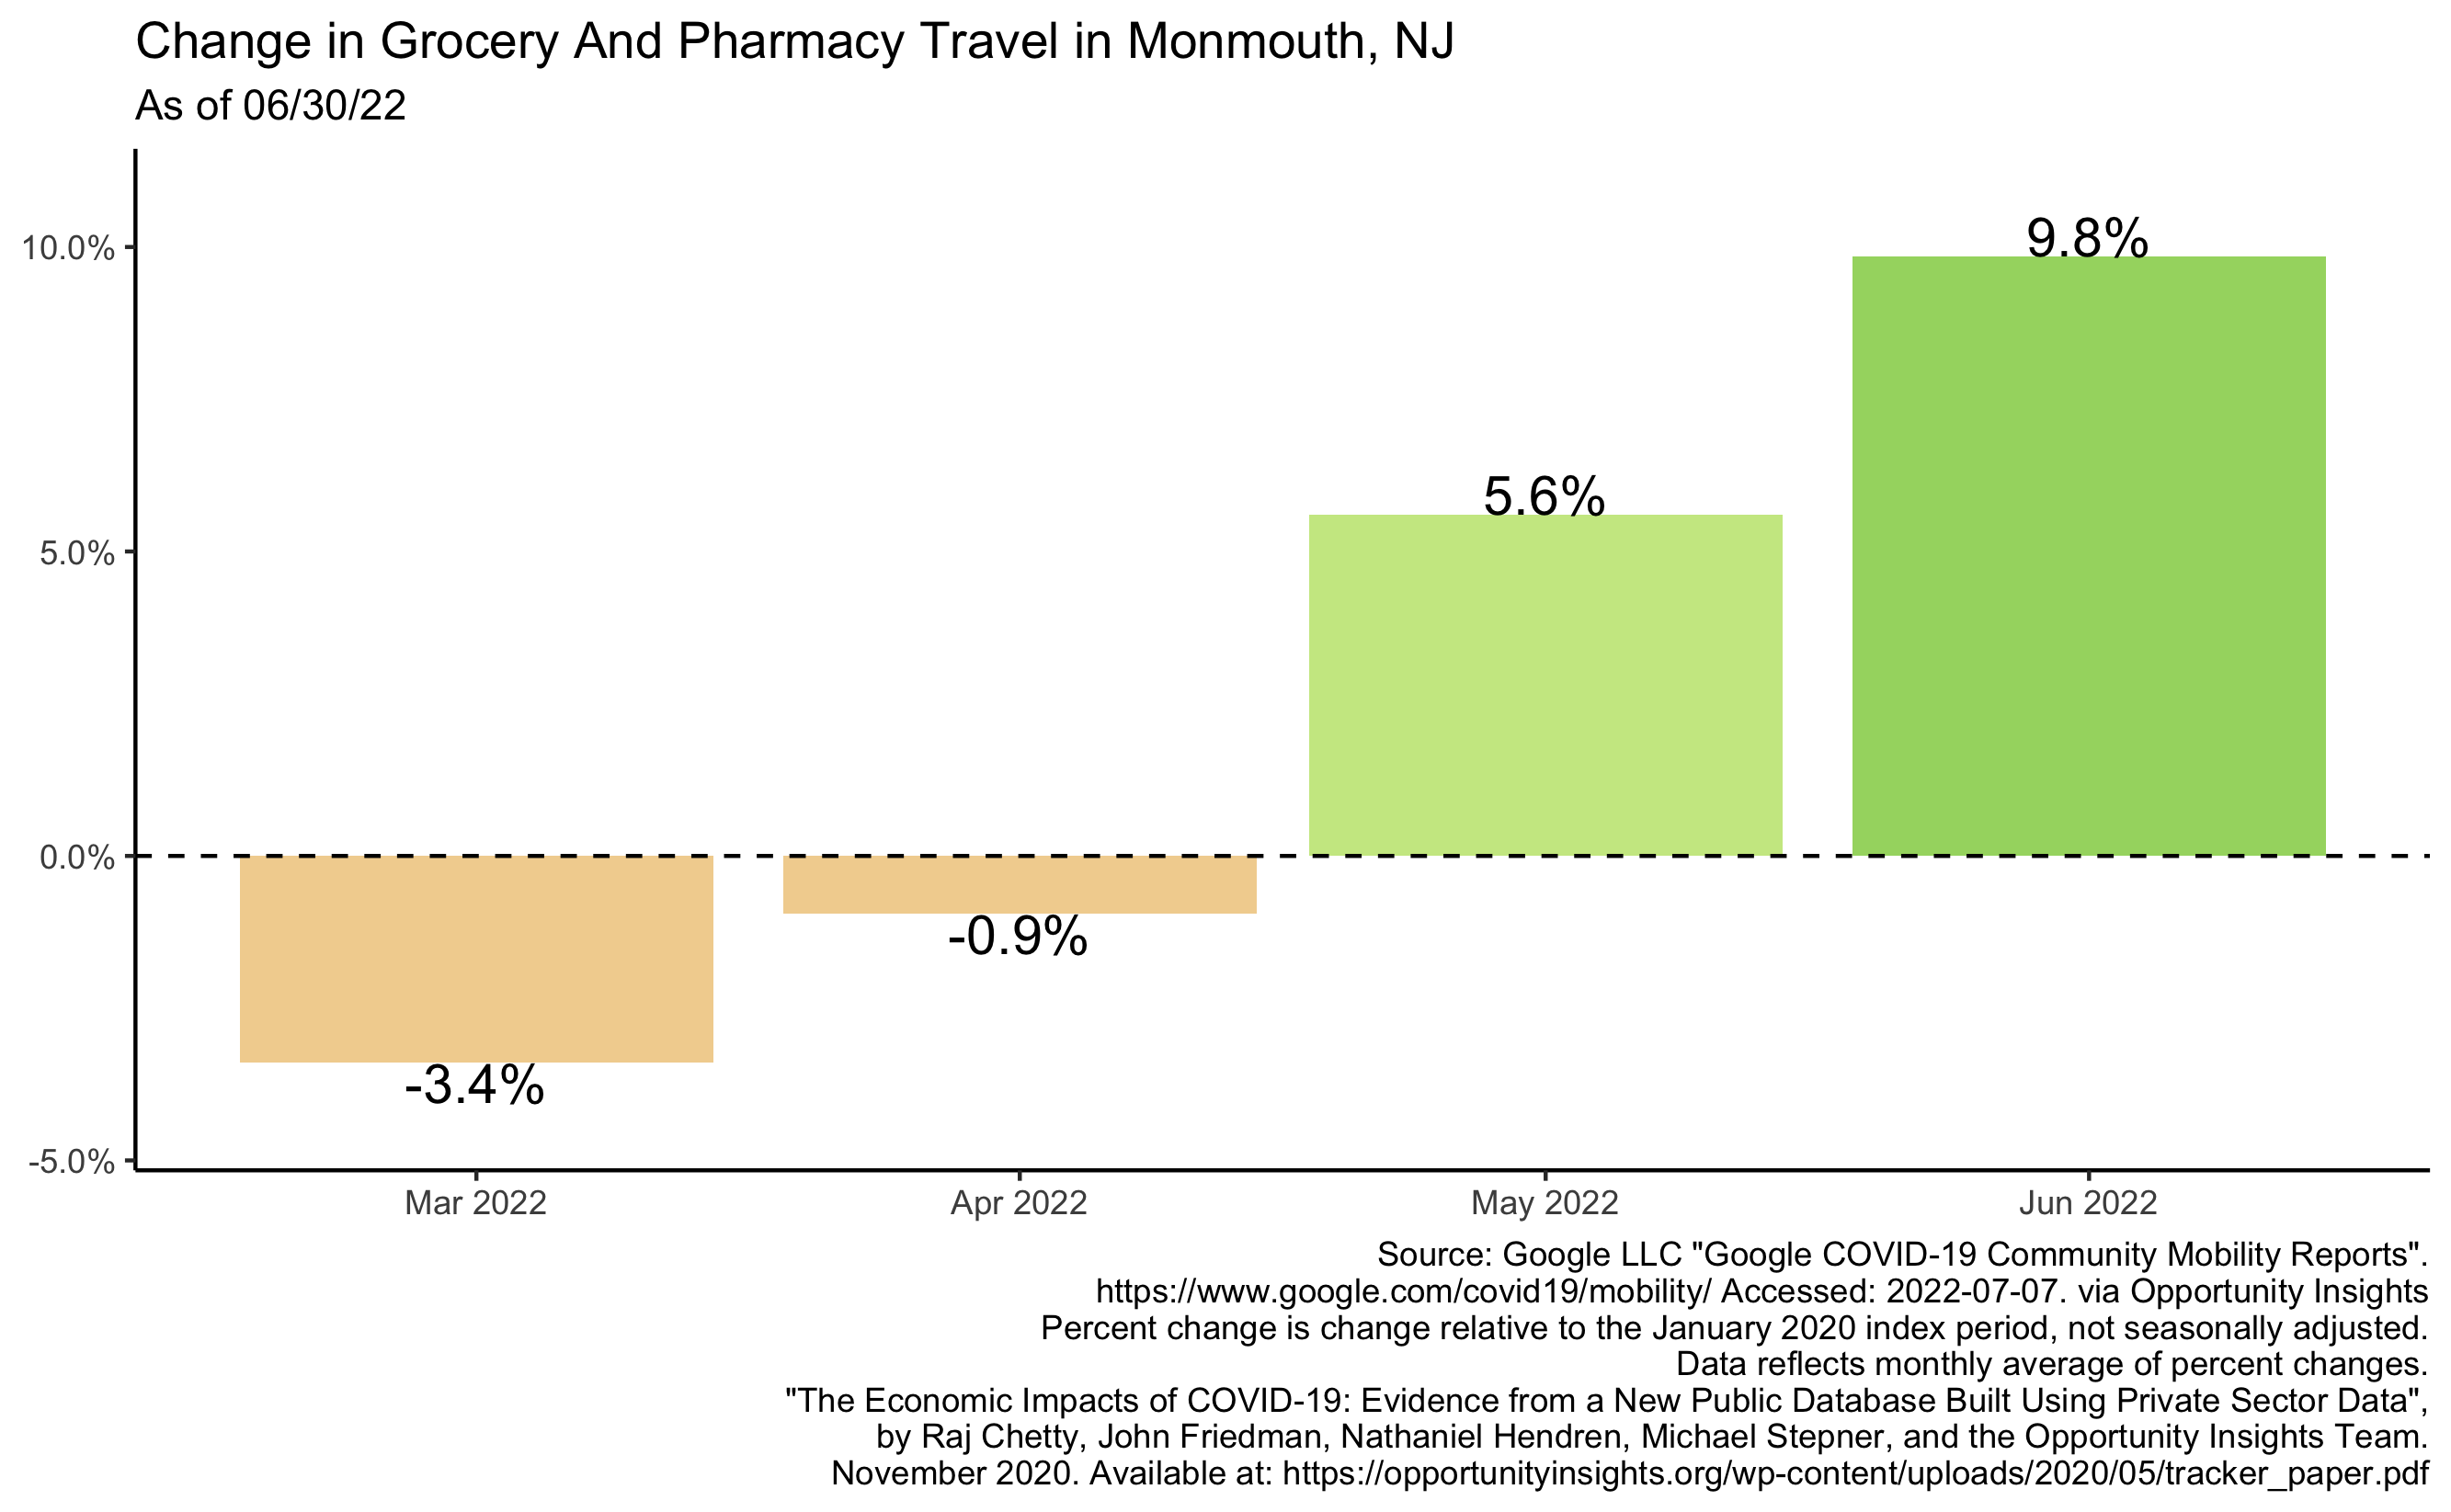 Change in Grocery And Pharmacy Travel in Monmouth, NJ
As of 06/30/22
10.0%
5.0%
0.0%
-5.0%
-3.4%
-0.9%
5.6%
9.8%
Mar 2022
Apr 2022
May 2022
Jun 2022
Source: Google LLC "Google COVID-19 Community Mobility Reports".
https://www.google.com/covid19/mobility/ Accessed: 2022-07-07. via Opportunity Insights
Percent change is change relative to the January 2020 index period, not seasonally adjusted.
Data reflects monthly average of percent changes.
"The Economic Impacts of COVID-19: Evidence from a New Public Database Built Using Private Sector Data",
by Raj Chetty, John Friedman, Nathaniel Hendren, Michael Stepner, and the Opportunity Insights Team.
November 2020. Available at: https://opportunityinsights.org/wp-content/uploads/2020/05/tracker_paper.pdf